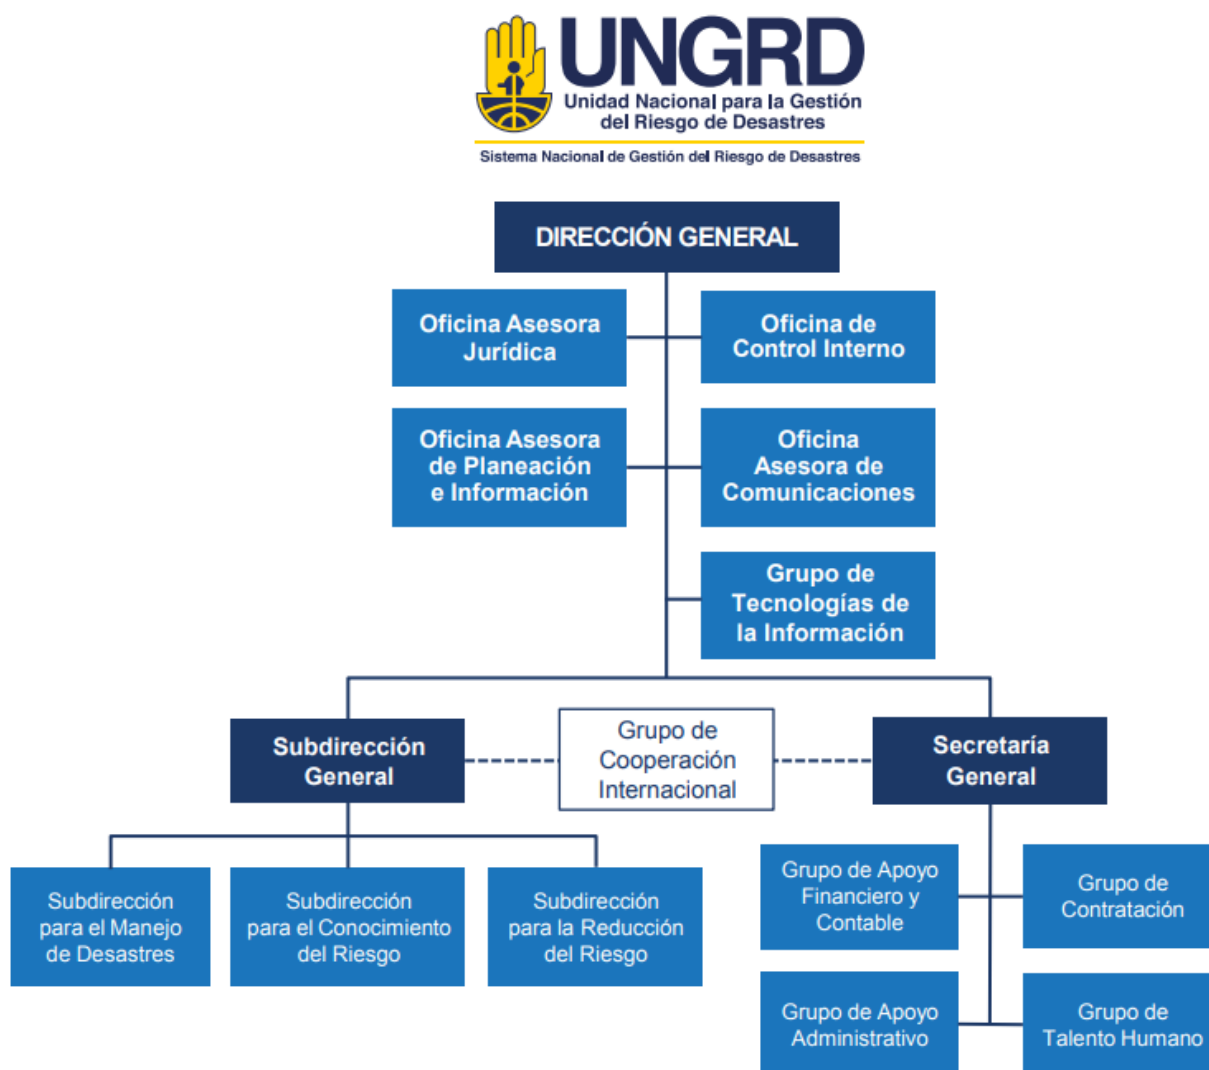 UNGRD
Unidad Nacional para la Gestión
del Riesgo de Desastres
Sistema Nacional de Gestión del Riesgo de Desastres
DIRECCIÓN GENERAL
Oficina Asesora
Jurídica
Oficina de
Control Interno
Oficina Asesora
de Planeación
e Información
Oficina
Asesora de
Comunicaciones
Grupo de
Tecnologías de
la Información
Subdirección
General
Grupo de
Cooperación
Internacional
Secretaría
General
Subdirección
para el Manejo
de Desastres
Subdirección
para el Conocimiento
del Riesgo
Subdirección
para la Reducción
del Riesgo
Grupo de Apoyo
Financiero y
Contable
Grupo de
Contratación
Grupo de Apoyo
Administrativo
Grupo de
Talento Humano